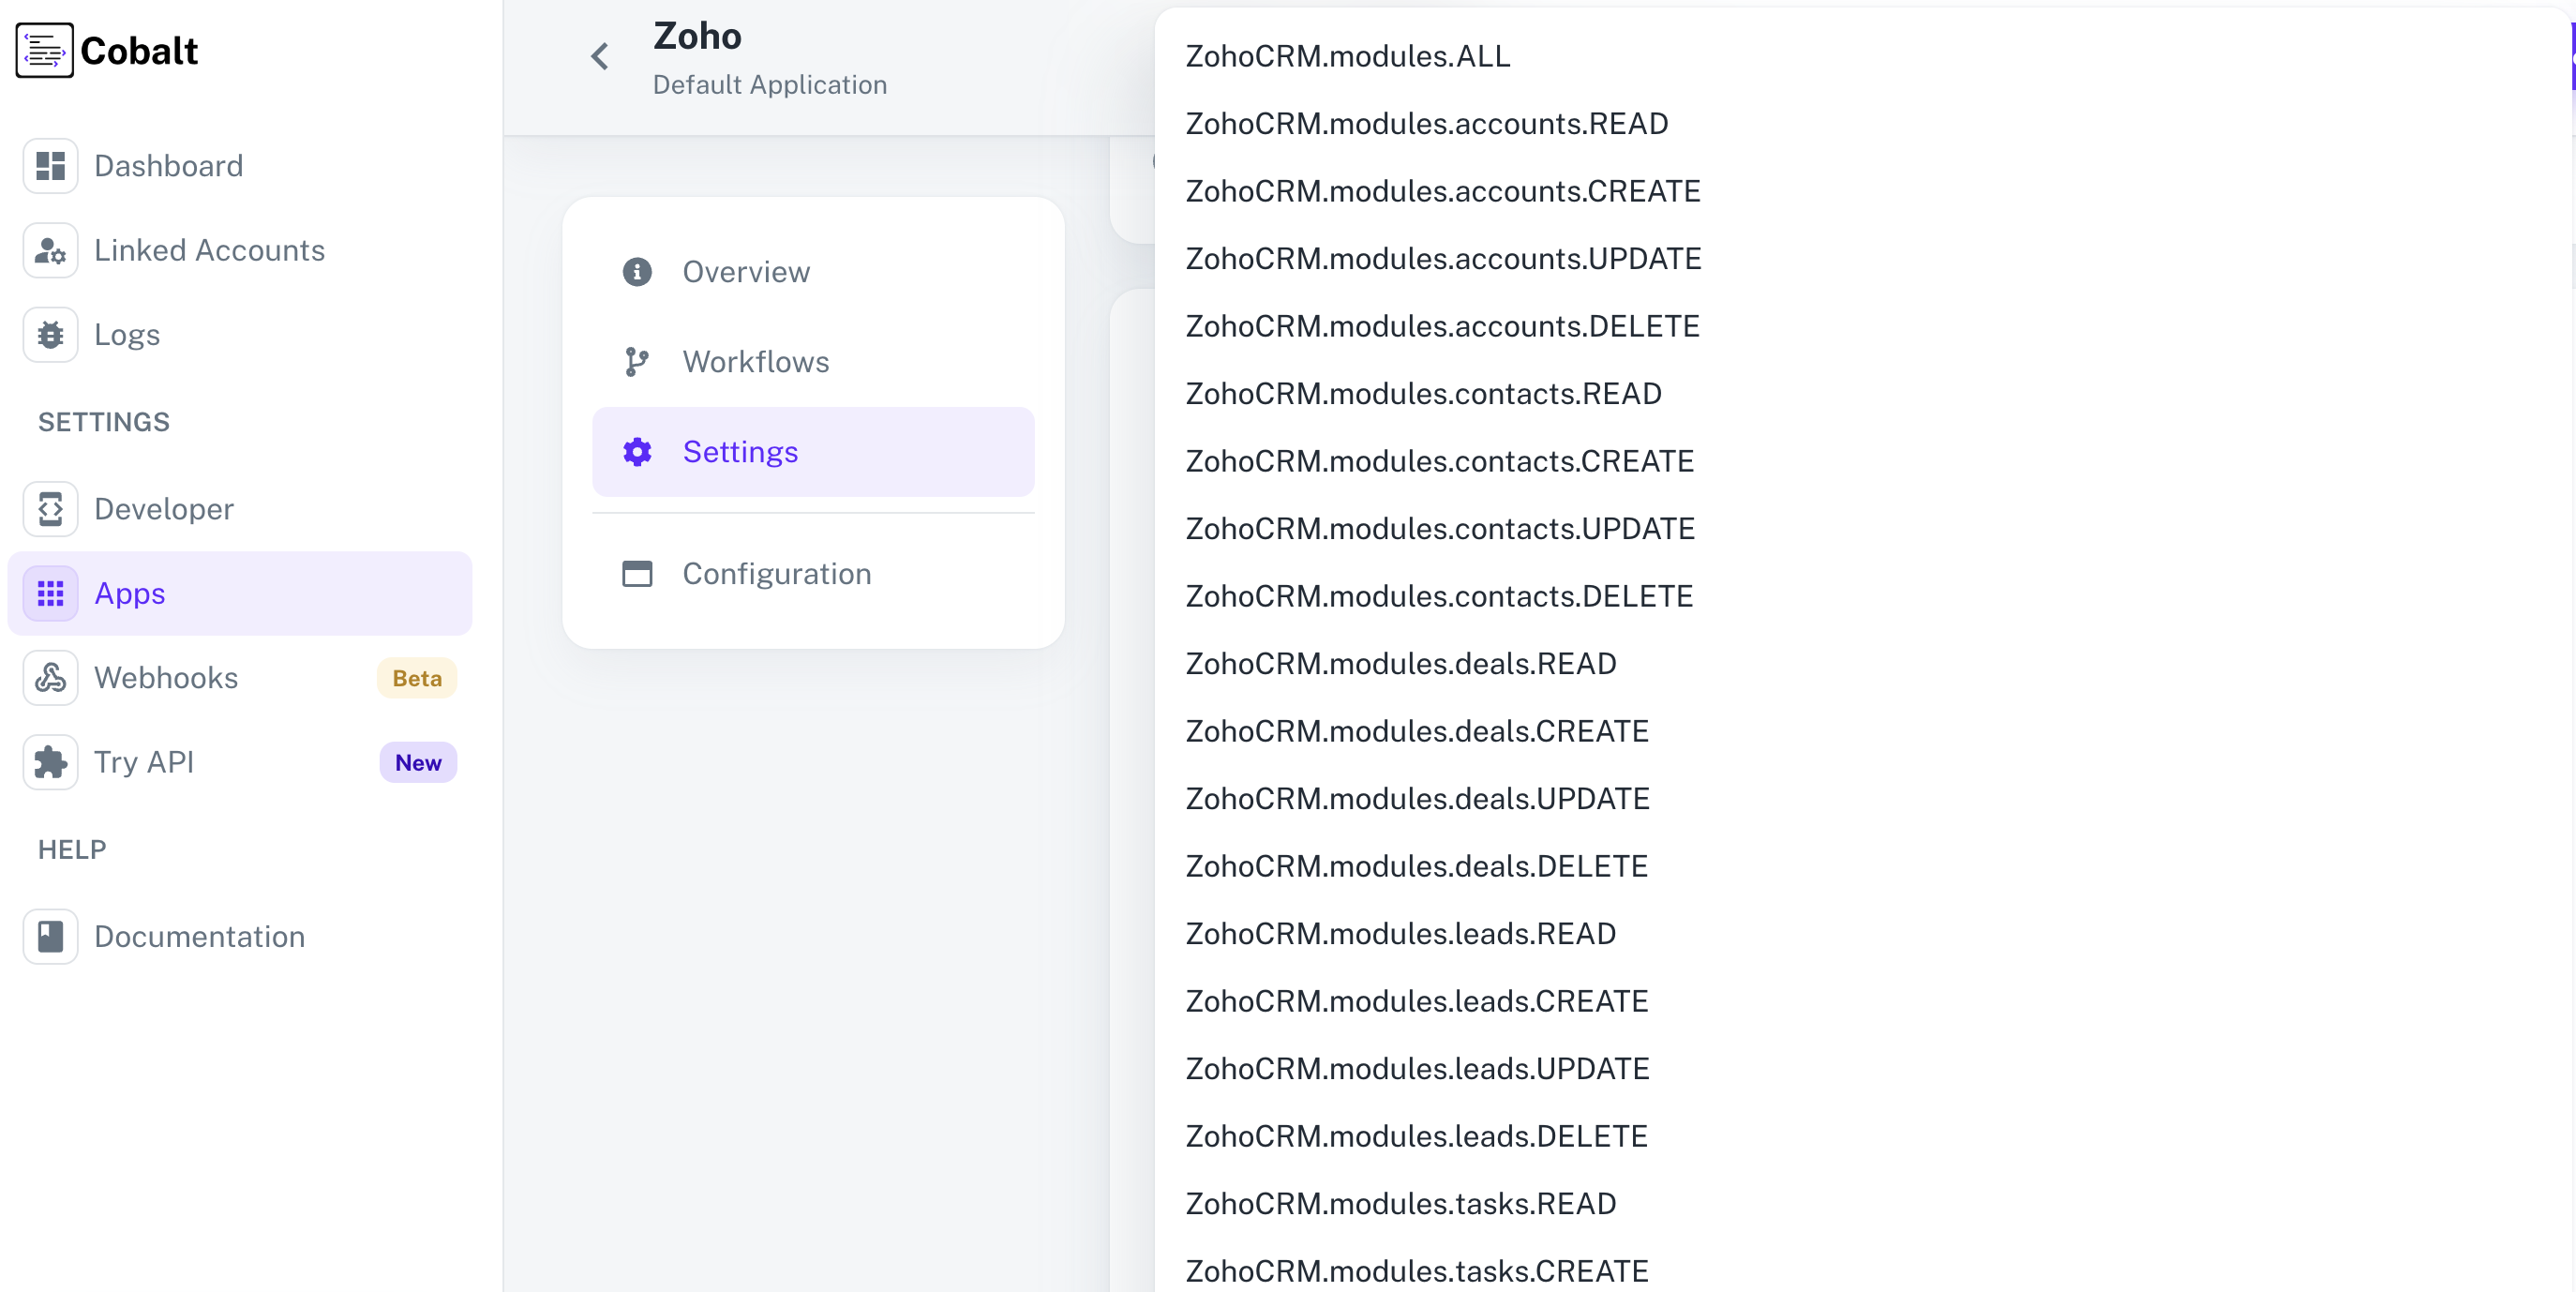 Cobalt
Dashboard
Linked Accounts
Logs
SETTINGS
Developer
Apps
Webhooks Beta
Try API New
HELP
Documentation
Zoho
Default Application
Overview
Workflows
Settings
Configuration
ZohoCRM.modules.ALL
ZohoCRM.modules.accounts.READ
ZohoCRM.modules.accounts.CREATE
ZohoCRM.modules.accounts.UPDATE
ZohoCRM.modules.accounts.DELETE
ZohoCRM.modules.contacts.READ
ZohoCRM.modules.contacts.CREATE
ZohoCRM.modules.contacts.UPDATE
ZohoCRM.modules.contacts.DELETE
ZohoCRM.modules.deals.READ
ZohoCRM.modules.deals.CREATE
ZohoCRM.modules.deals.UPDATE
ZohoCRM.modules.deals.DELETE
ZohoCRM.modules.leads.READ
ZohoCRM.modules.leads.CREATE
ZohoCRM.modules.leads.UPDATE
ZohoCRM.modules.leads.DELETE
ZohoCRM.modules.tasks.READ
ZohoCRM.modules.tasks.CREATE